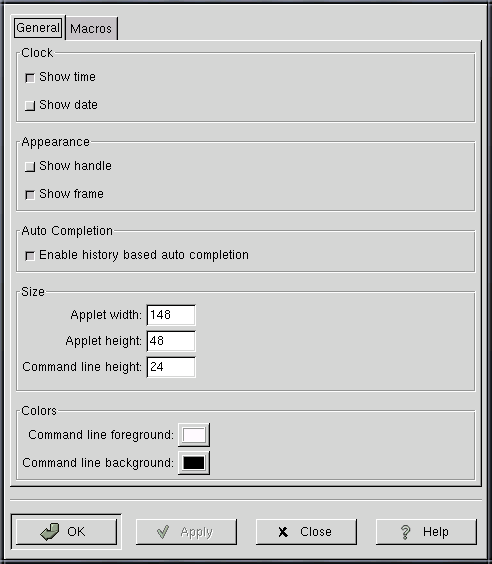 General Macros
Clock
Show time
Show date
Appearance
Show handle
Show frame
Auto Completion
Enable history based auto completion
Size
Applet width: 148
Applet height: 48
Command line height: 24
Colors
Command line foreground:
Command line background:
OK Apply Close Help